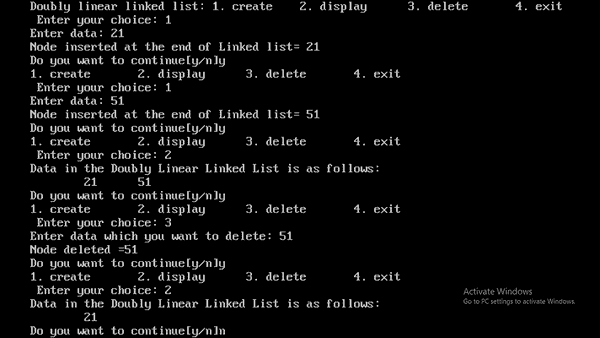 Doubly linear linked list: 1. create 2. display 3. delete 4. exit
Enter your choice: 1
Enter data: 21
Node inserted at the end of Linked list= 21
Do you want to continue[y/n]y
1. create 2. display 3. delete 4. exit
Enter your choice: 1
Enter data: 51
Node inserted at the end of Linked list= 51
Do you want to continue[y/n]y
1. create 2. display 3. delete 4. exit
Enter your choice: 2
Data in the Doubly Linear Linked List is as follows:
21 51
Do you want to continue[y/n]y
1. create 2. display 3. delete 4. exit
Enter your choice: 3
Enter data which you want to delete: 51
Node deleted =51
Do you want to continue[y/n]y
1. create 2. display 3. delete 4. exit
Enter your choice: 2
Data in the Doubly Linear Linked List is as follows:
21
Do you want to continue[y/n]n
Activate Windows
Go to PC settings to activate Windows.